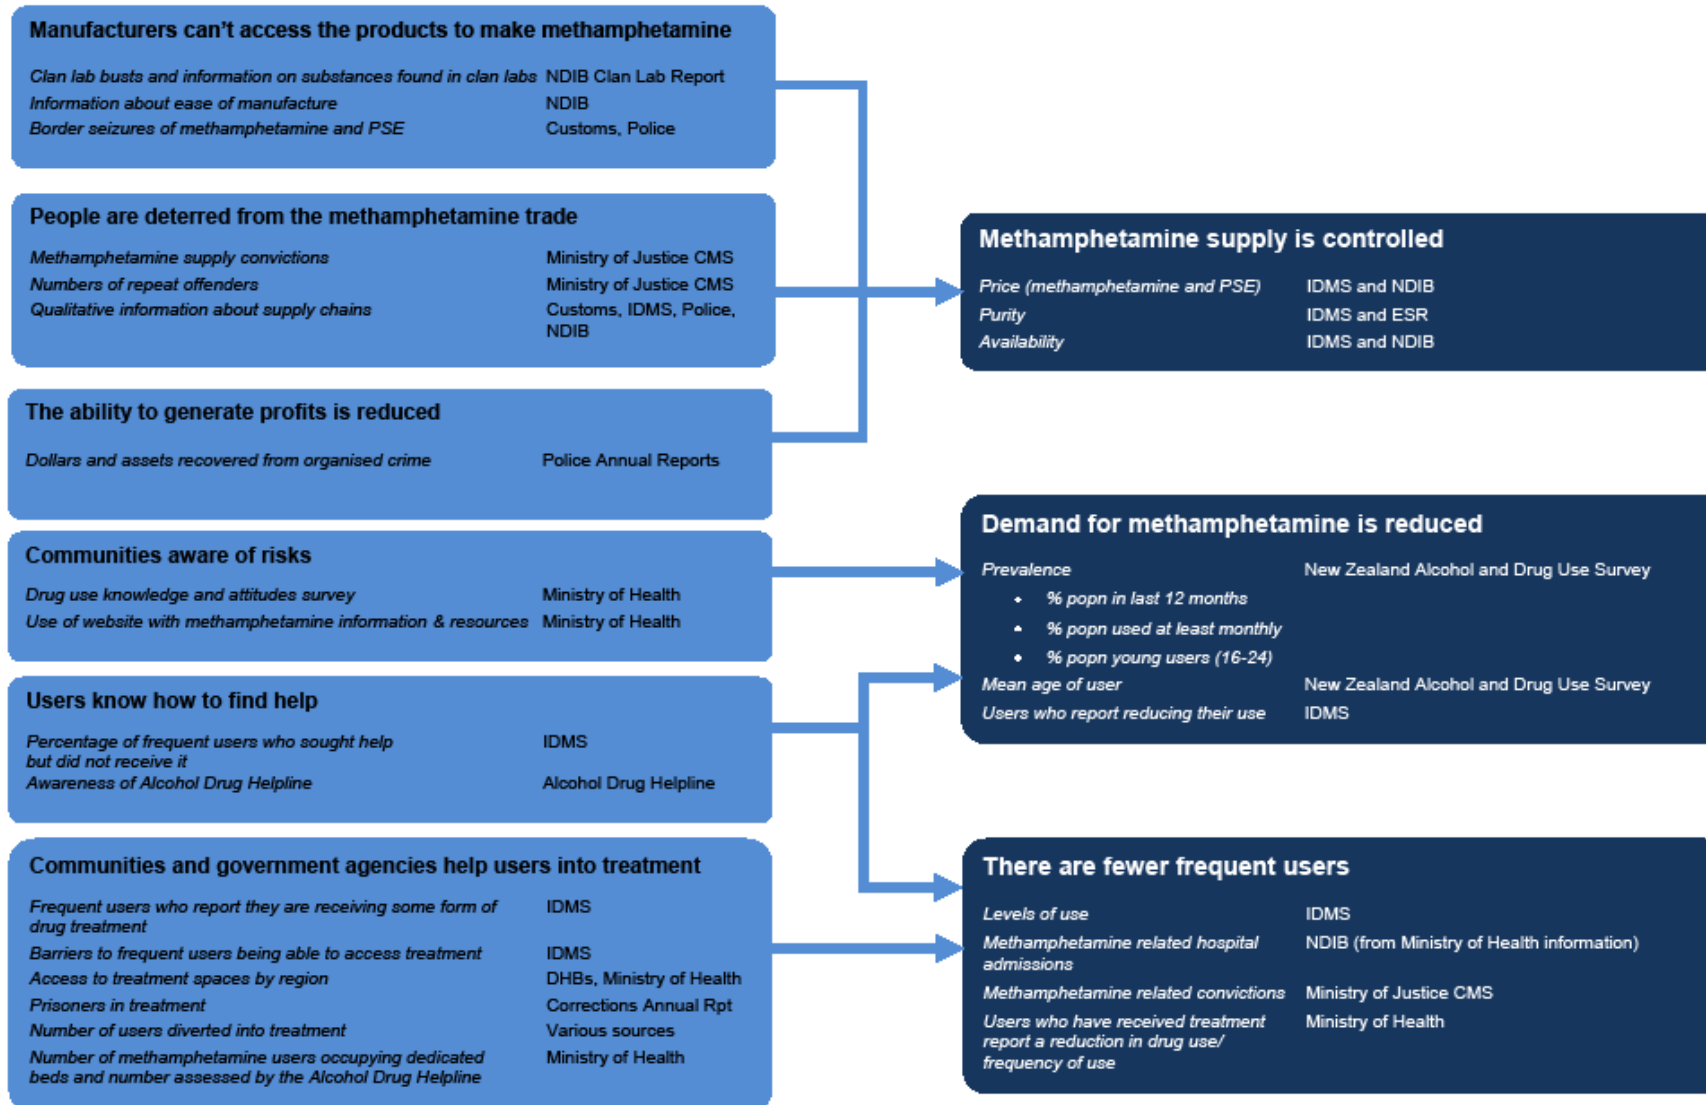 Manufacturers can't access the products to make methamphetamine
Clan lab busts and information on substances found in clan labs NDIB Clan Lab Report
Information about ease of manufacture NDIB
Border seizures of methamphetamine and PSE Customs, Police
People are deterred from the methamphetamine trade
Methamphetamine supply convictions Ministry of Justice CMS
Numbers of repeat offenders Ministry of Justice CMS
Qualitative information about supply chains Customs, IDMS, Police,
NDIB
The ability to generate profits is reduced
Dollars and assets recovered from organised crime Police Annual Reports
Communities aware of risks
Drug use knowledge and attitudes survey Ministry of Health
Use of website with methamphetamine information & resources Ministry of Health
Users know how to find help
Percentage of frequent users who sought help IDMS
but did not receive it
Awareness of Alcohol Drug Helpline Alcohol Drug Helpline
Communities and government agencies help users into treatment
Frequent users who report they are receiving some form of IDMS
drug treatment
Barriers to frequent users being able to access treatment IDMS
Access to treatment spaces by region DHBs, Ministry of Health
Prisoners in treatment Corrections Annual Rpt
Number of users diverted into treatment Various sources
Number of methamphetamine users occupying dedicated Ministry of Health
beds and number assessed by the Alcohol Drug Helpline
Methamphetamine supply is controlled
Price (methamphetamine and PSE) IDMS and NDIB
Purity IDMS and ESR
Availability IDMS and NDIB
Demand for methamphetamine is reduced
Prevalence New Zealand Alcohol and Drug Use Survey
• % popn in last 12 months
• % popn used at least monthly
• % popn young users (16-24)
Mean age of user New Zealand Alcohol and Drug Use Survey
Users who report reducing their use IDMS
There are fewer frequent users
Levels of use IDMS
Methamphetamine related hospital NDIB (from Ministry of Health information)
admissions
Methamphetamine related convictions Ministry of Justice CMS
Users who have received treatment Ministry of Health
report a reduction in drug use/
frequency of use